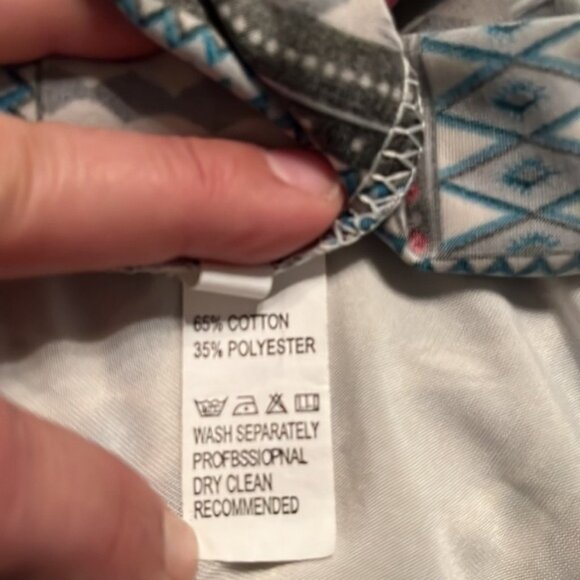 65% COTTON
35% POLYESTER
WASH SEPARATELY
PROFBSSIOPNAL
DRY CLEAN
RECOMMENDED